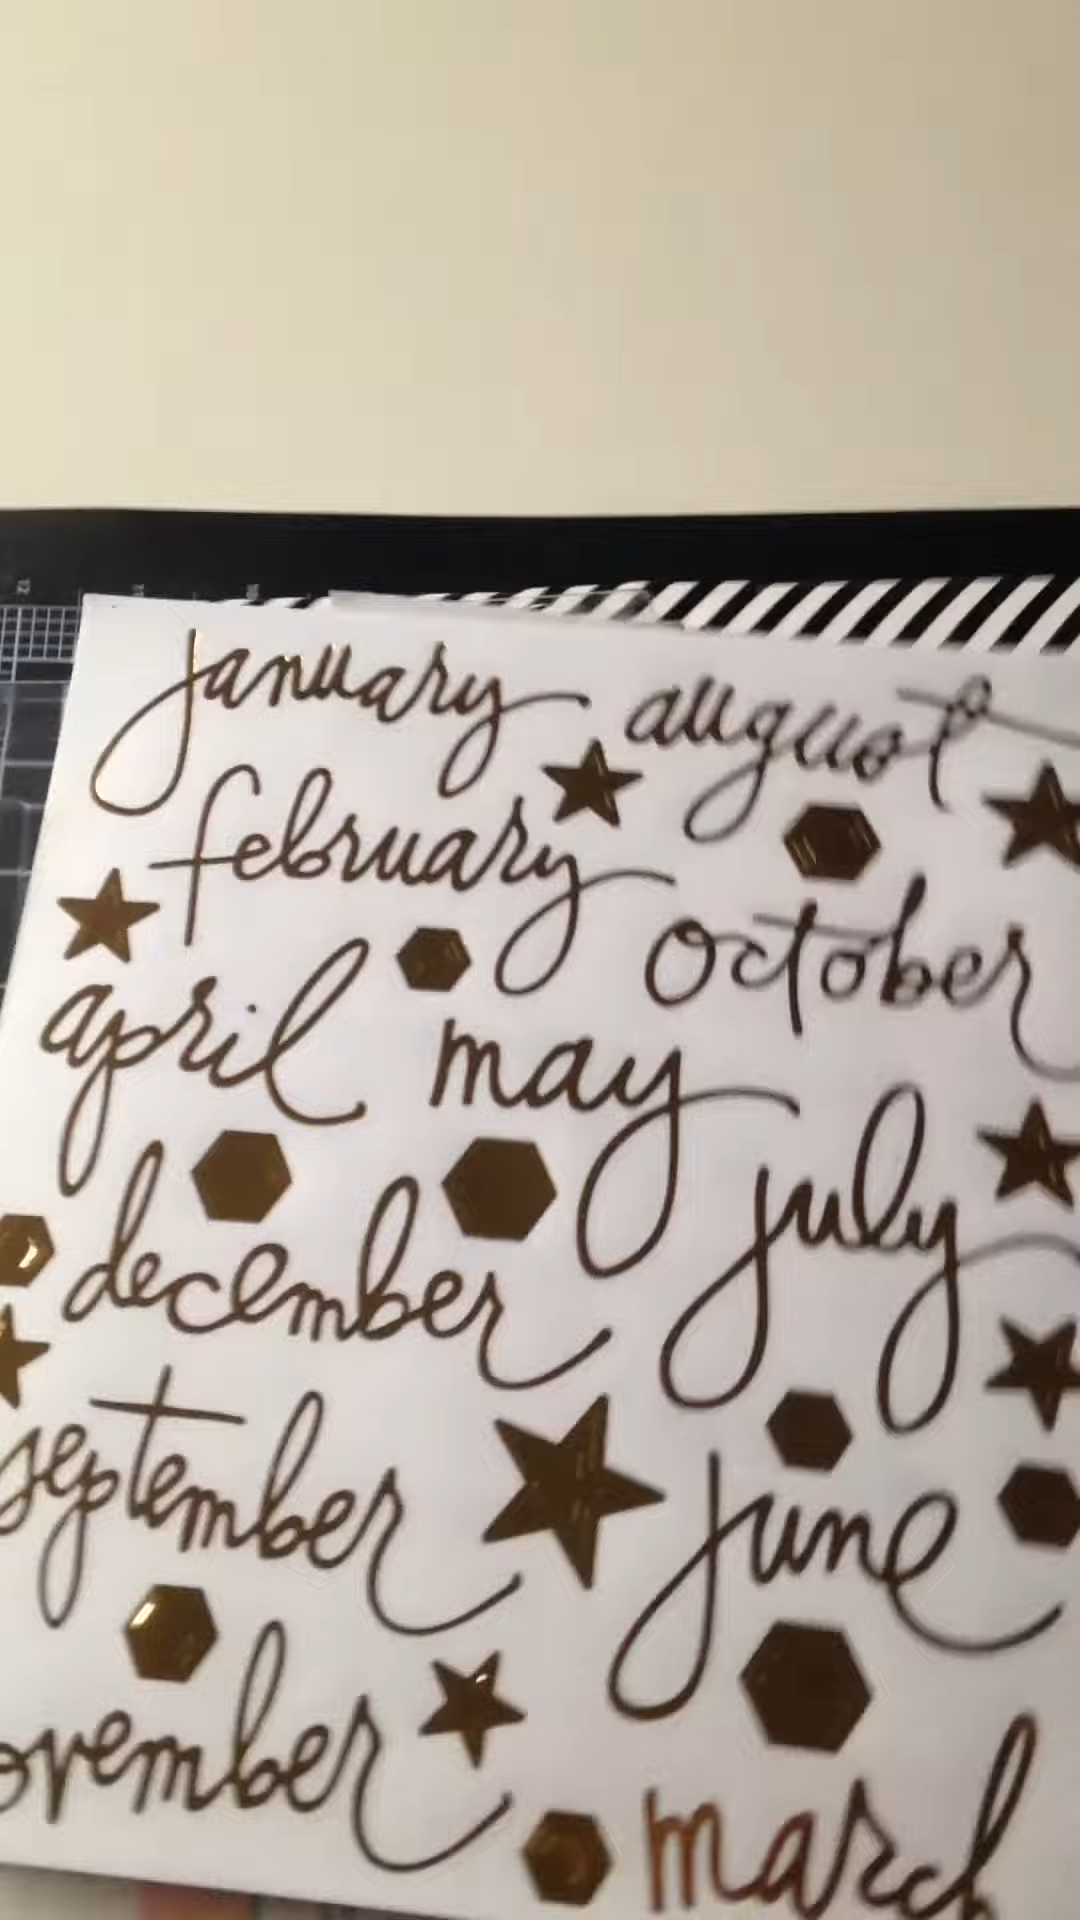 january august
february
october
april may
july
december
september
june
ovember
march